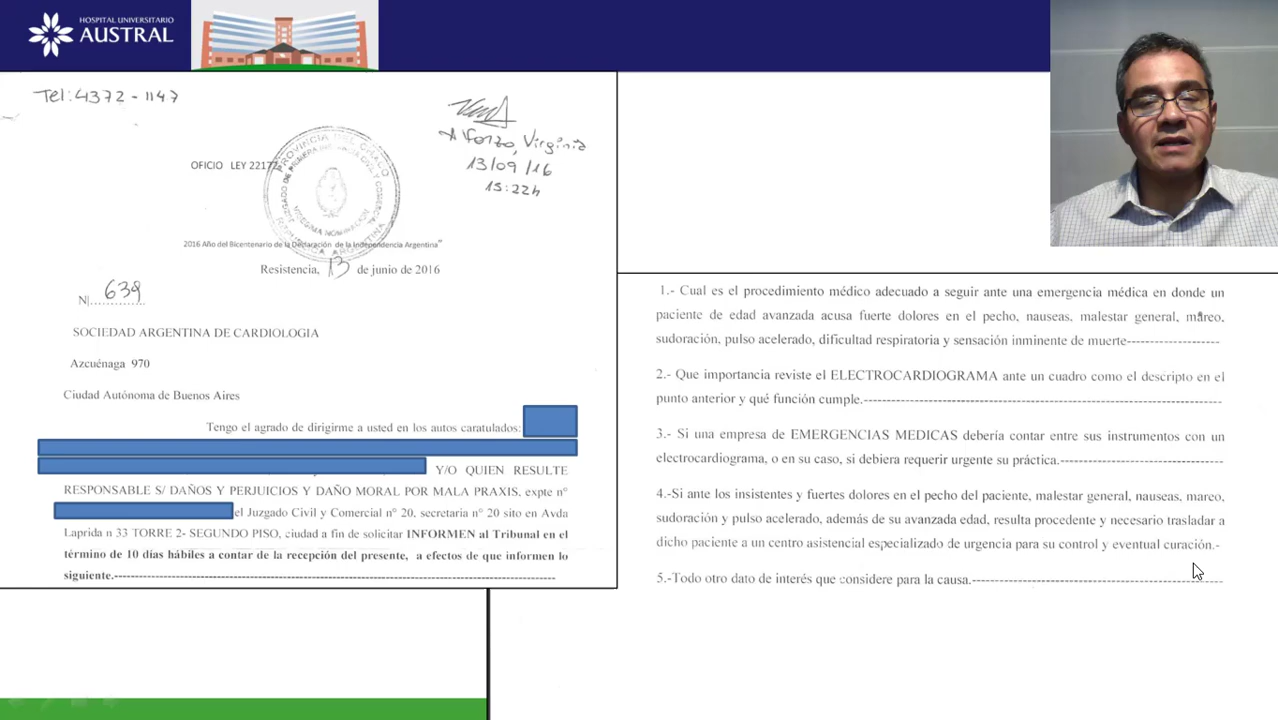 HOSPITAL UNIVERSITARIO
AUSTRAL
Tel: 4372 - 1147
Alfonzo, Virginia
13/09/16
15:22h
OFICIO LEY 22177
PROVINCIA DEL CHACO
REPUBLICA ARGENTINA
2016 Año del Bicentenario de la Declaración de la Independencia Argentina"
Resistencia, 13 de junio de 2016
N|. 639
SOCIEDAD ARGENTINA DE CARDIOLOGIA
Azcuénaga 970
Ciudad Autónoma de Buenos Aires
Tengo el agrado de dirigirme a usted en los autos caratulados:
Y/O QUIEN RESULTE
RESPONSABLE S/ DAÑOS Y PERJUICIOS Y DAÑO MORAL POR MALA PRAXIS, expte n°
el Juzgado Civil y Comercial n° 20, secretaria n° 20 sito en Avda
Laprida n 33 TORRE 2- SEGUNDO PISO, ciudad a fin de solicitar INFORMEN al Tribunal en el
término de 10 días hábiles a contar de la recepción del presente, a efectos de que informen lo
siguiente.------------------------------------------------------------
1.- Cual es el procedimiento médico adecuado a seguir ante una emergencia médica en donde un
paciente de edad avanzada acusa fuerte dolores en el pecho, nauseas, malestar general, mareo,
sudoración, pulso acelerado, dificultad respiratoria y sensación inminente de muerte---------------
2.- Que importancia reviste el ELECTROCARDIOGRAMA ante un cuadro como el descripto en el
punto anterior y qué función cumple.------------------------------------------------------------
3.- Si una empresa de EMERGENCIAS MEDICAS debería contar entre sus instrumentos con un
electrocardiograma, o en su caso, si debiera requerir urgente su práctica.---------------------------
4.-Si ante los insistentes y fuertes dolores en el pecho del paciente, malestar general, nauseas, mareo,
sudoración y pulso acelerado, además de su avanzada edad, resulta procedente y necesario trasladar a
dicho paciente a un centro asistencial especializado de urgencia para su control y eventual curación.-
5.-Todo otro dato de interés que considere para la causa.------------------------------------------